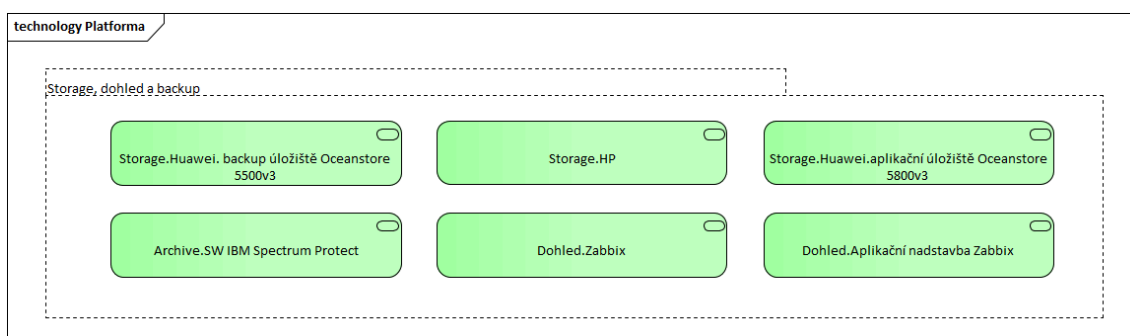 technology Platforma
Storage, dohled a backup
Storage.Huawei. backup úložiště Oceanstore
5500v3
Storage.HP
Storage.Huawei.aplikační úložiště Oceanstore
5800v3
Archive.SW IBM Spectrum Protect
Dohled.Zabbix
Dohled.Aplikační nadstavba Zabbix